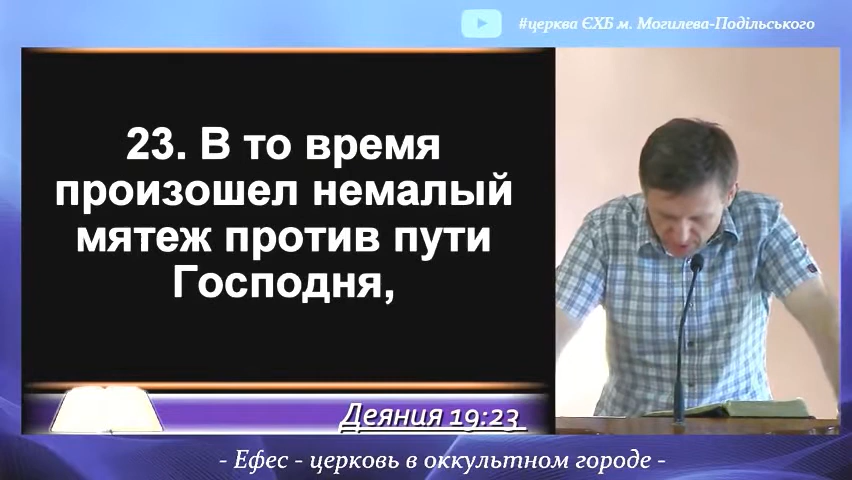 #церква ЄХБ м. Могилева-Подільського
23. В то время
произошел немалый
мятеж против пути
Господня,
Деяния 19:23
- Ефес - церковь в оккультном городе -